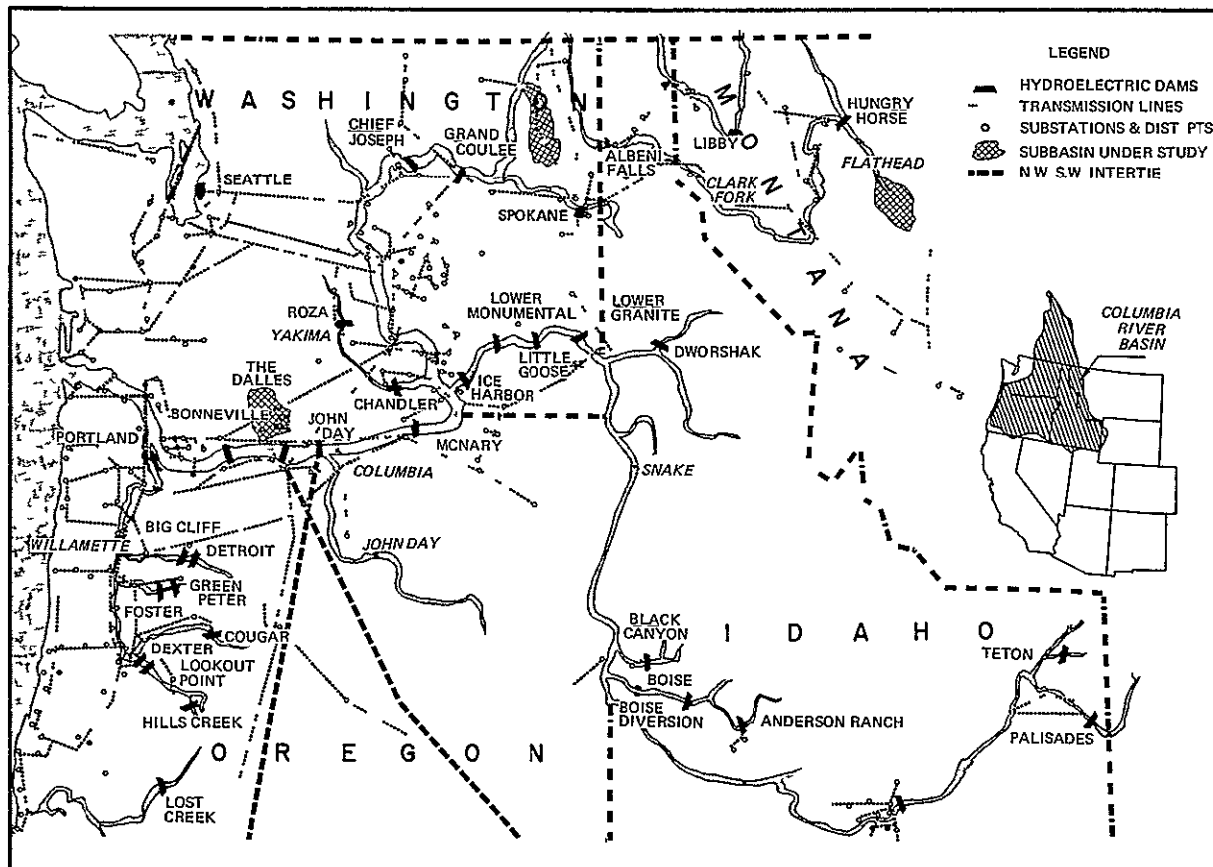 LEGEND
HYDROELECTRIC DAMS
TRANSMISSION LINES
SUBSTATIONS & DIST PTS
SUBBASIN UNDER STUDY
N W S.W INTERTIE
WASHINGTON
MONTANA
CHIEF
JOSEPH
GRAND
COULEE
SEATTLE
SPOKANE
ALBENI
FALLS
LIBBY
HUNGRY
HORSE
FLATHEAD
CLARK
FORK
ROZA
YAKIMA
LOWER
MONUMENTAL
LOWER
GRANITE
LITTLE
GOOSE
DWORSHAK
COLUMBIA
RIVER
BASIN
THE
DALLES
CHANDLER
ICE
HARBOR
BONNEVILLE
JOHN
DAY
PORTLAND
MCNARY
COLUMBIA
SNAKE
BIG CLIFF
WILLAMETTE
DETROIT
JOHN DAY
GREEN
PETER
FOSTER
COUGAR
DEXTER
LOOKOUT
POINT
HILLS CREEK
BLACK
CANYON
IDAHO
TETON
BOISE
BOISE
DIVERSION
ANDERSON RANCH
PALISADES
OREGON
LOST
CREEK